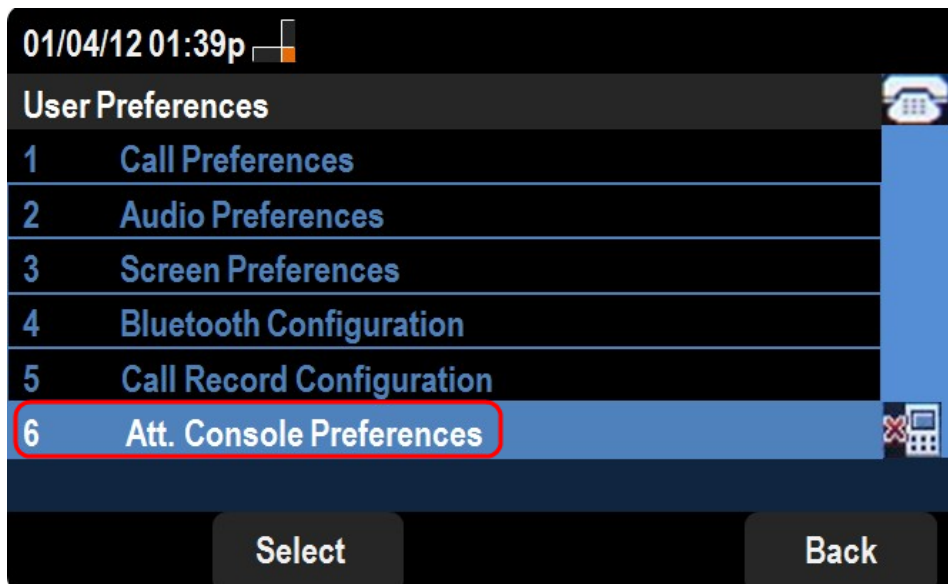 01/04/12 01:39p
User Preferences
1 Call Preferences
2 Audio Preferences
3 Screen Preferences
4 Bluetooth Configuration
5 Call Record Configuration
6 Att. Console Preferences
Select Back